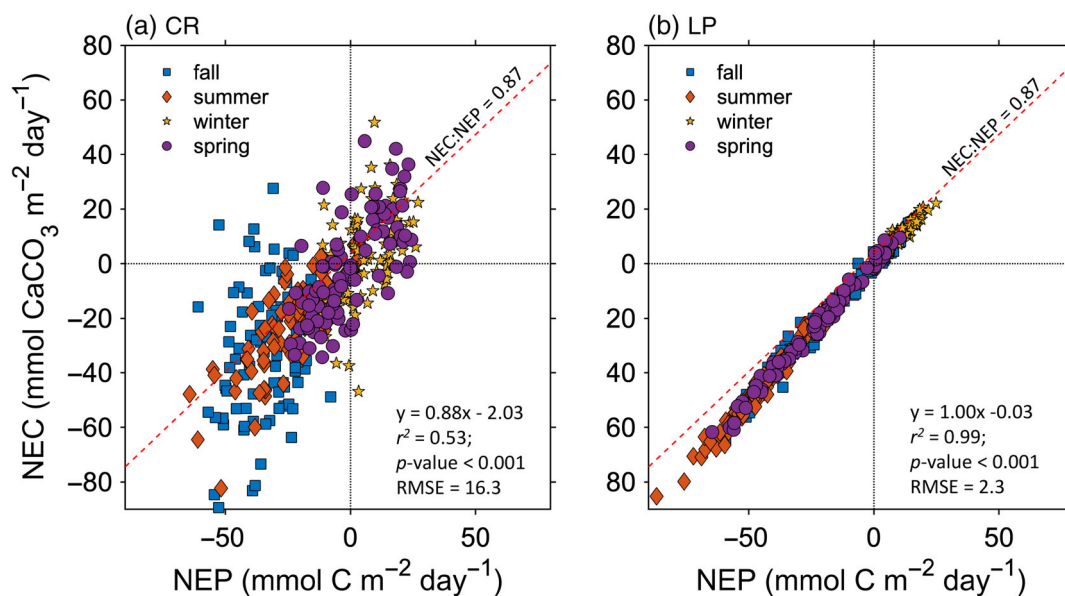 (a) CR
80
60
40
20
0
−20
−40
−60
−80
NEC (mmol CaCO3 m−2 day−1)
fall
summer
winter
spring
NEC:NEP = 0.87
y = 0.88x - 2.03
r2 = 0.53;
p-value < 0.001
RMSE = 16.3
−50
0
50
NEP (mmol C m−2 day−1)
(b) LP
80
60
40
20
0
−20
−40
60
80
fall
summer
winter
spring
NEC:NEP = 0.87
y = 1.00x -0.03
r2 = 0.99;
p-value < 0.001
RMSE = 2.3
−50
0
50
NEP (mmol C m−2 day−1)